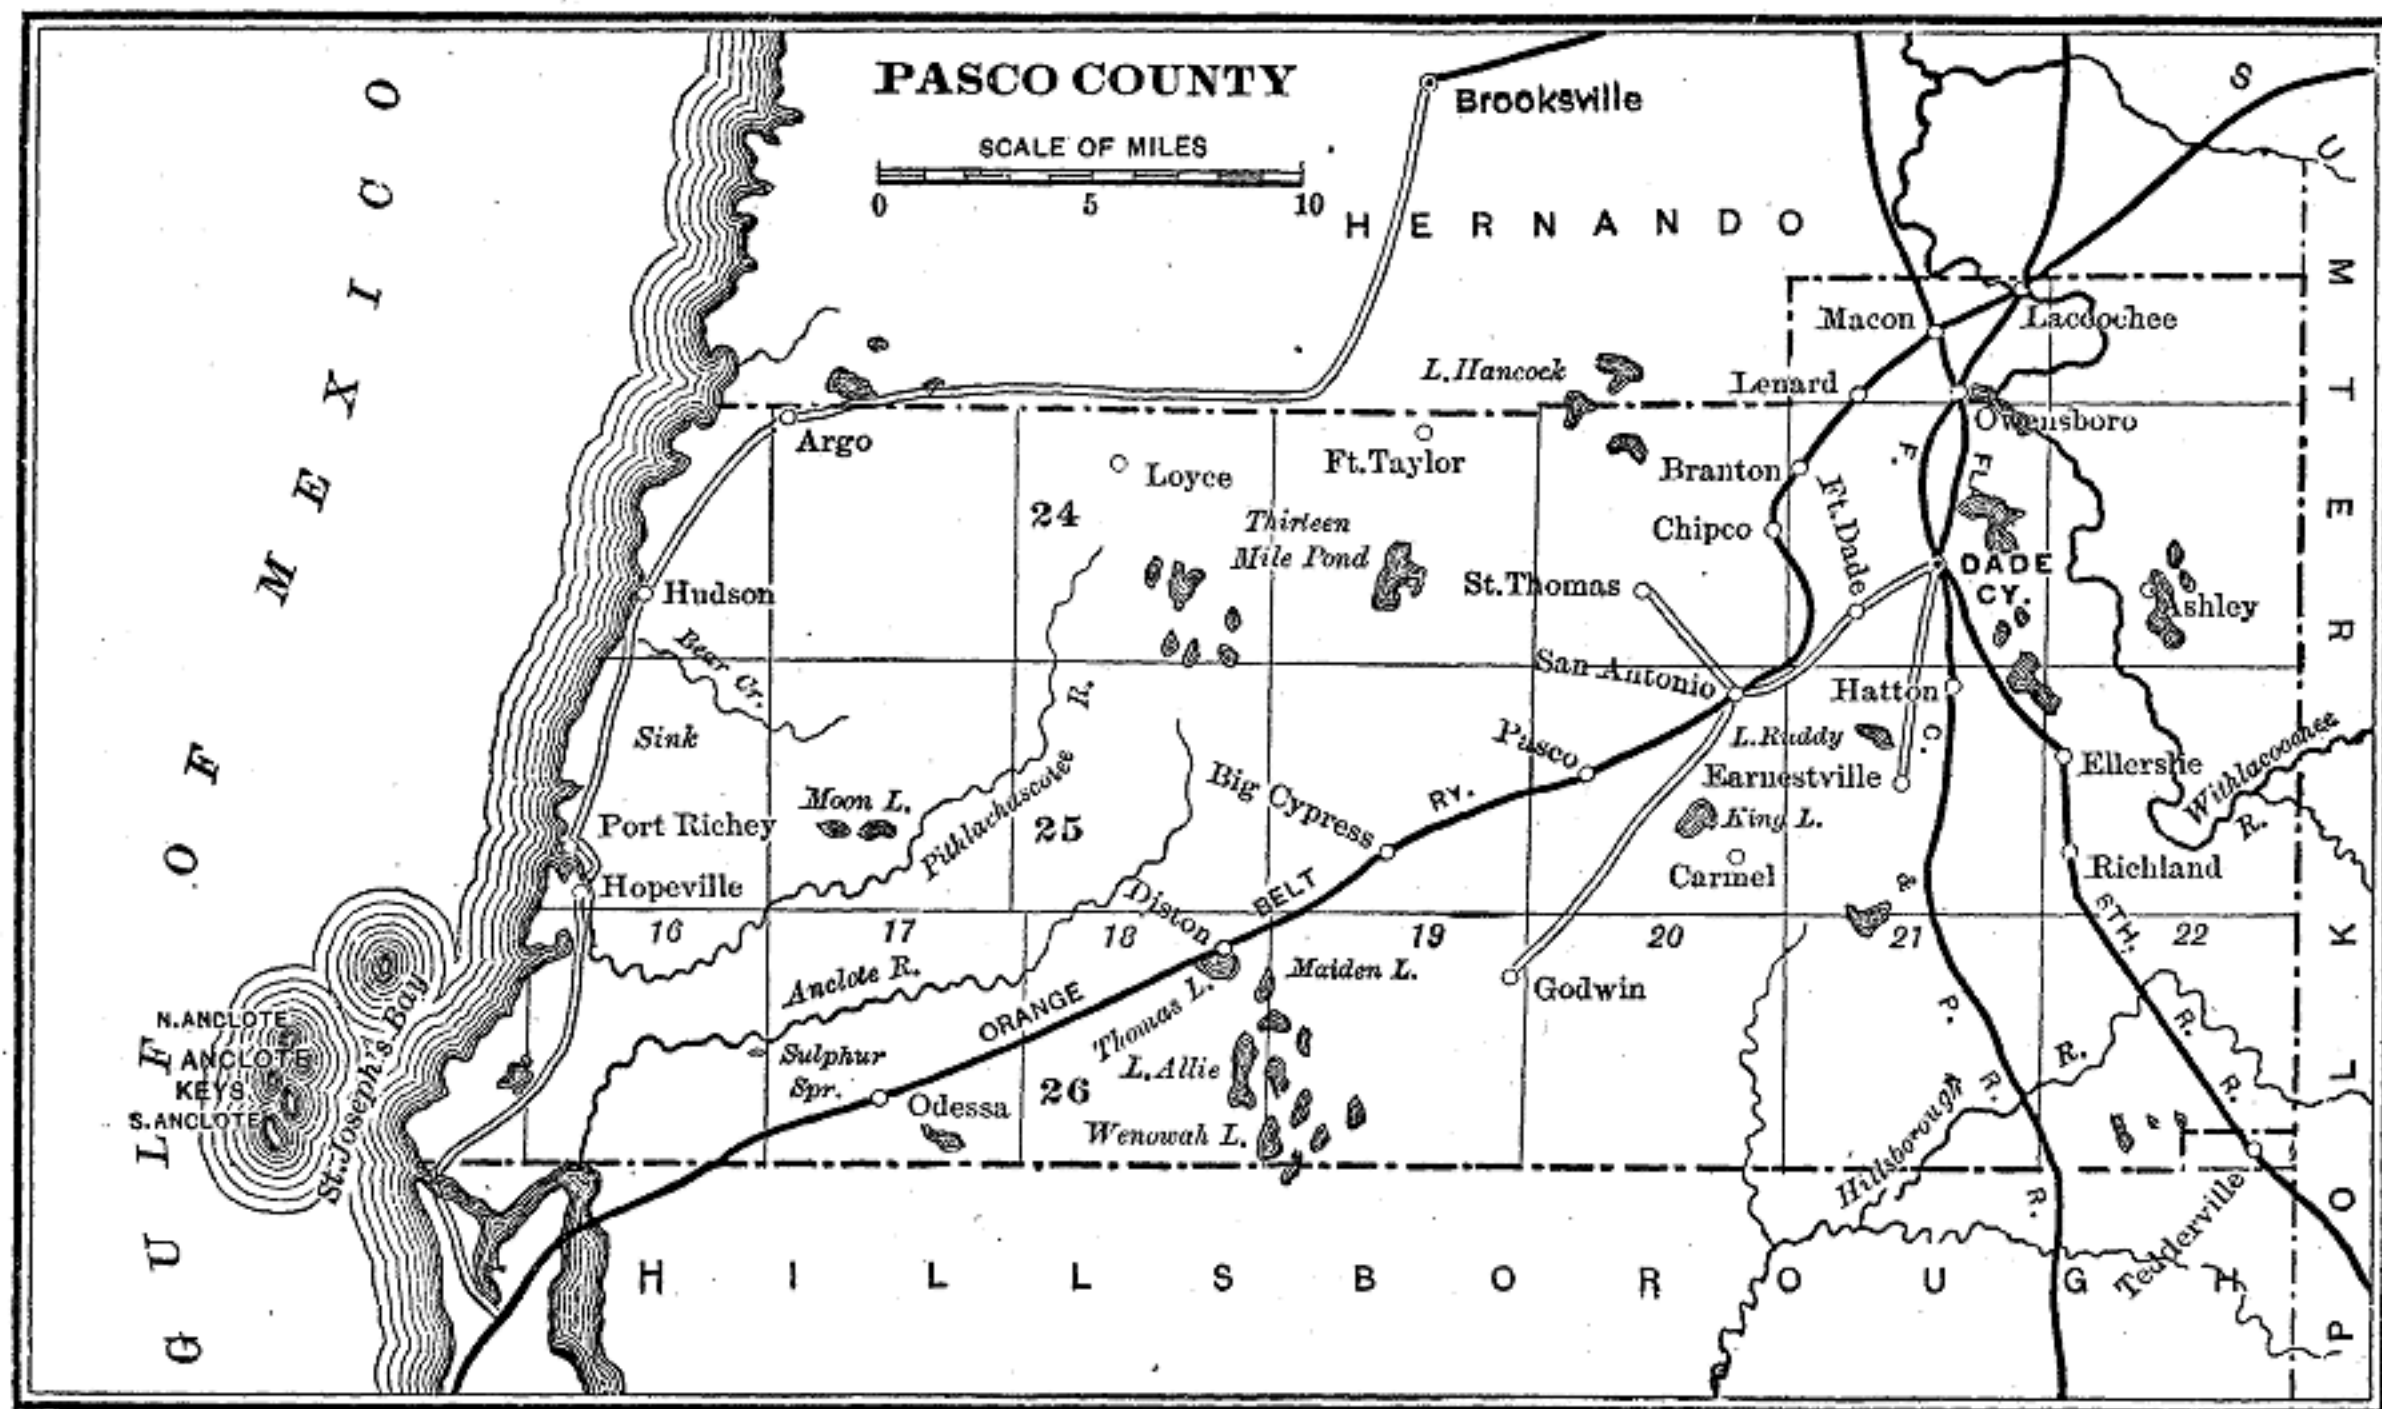 PASCO COUNTY
SCALE OF MILES
0 5 10
Brooksville
HERNANDO
SUMTER
POLK
HILLSBOROUGH
GULF OF MEXICO
Macon
Lacoochee
L. Hancock
Lenard
Owensboro
Argo
Loyce
Ft. Taylor
Branton
Ft. Dade
F.
FLA
24
Thirteen
Mile Pond
Chipco
DADE
CY.
St. Thomas
Ashley
Hudson
Bear Cr.
R.
San Antonio
Hatton
Sink
L. Ruddy
C.
Pasco
Earnestville
Ellerslie
Withlacoochee
R.
Moon L.
Big Cypress
RY.
Port Richey
25
Pithlachascotee
King L.
Carmel
Richland
&
Hopeville
Diston
BELT
STH.
16 17 18 19 20 21 22
Anclote R.
Maiden L.
Godwin
ORANGE
Thomas L.
P.
R.
N. ANCLOTE
ANCLOTE
KEYS
S. ANCLOTE
St. Joseph's Bay
Sulphur
Spr.
L. Allie
26
Odessa
Wenowah L.
R.
R.
R.
Hillsborough
R.
Tedderville